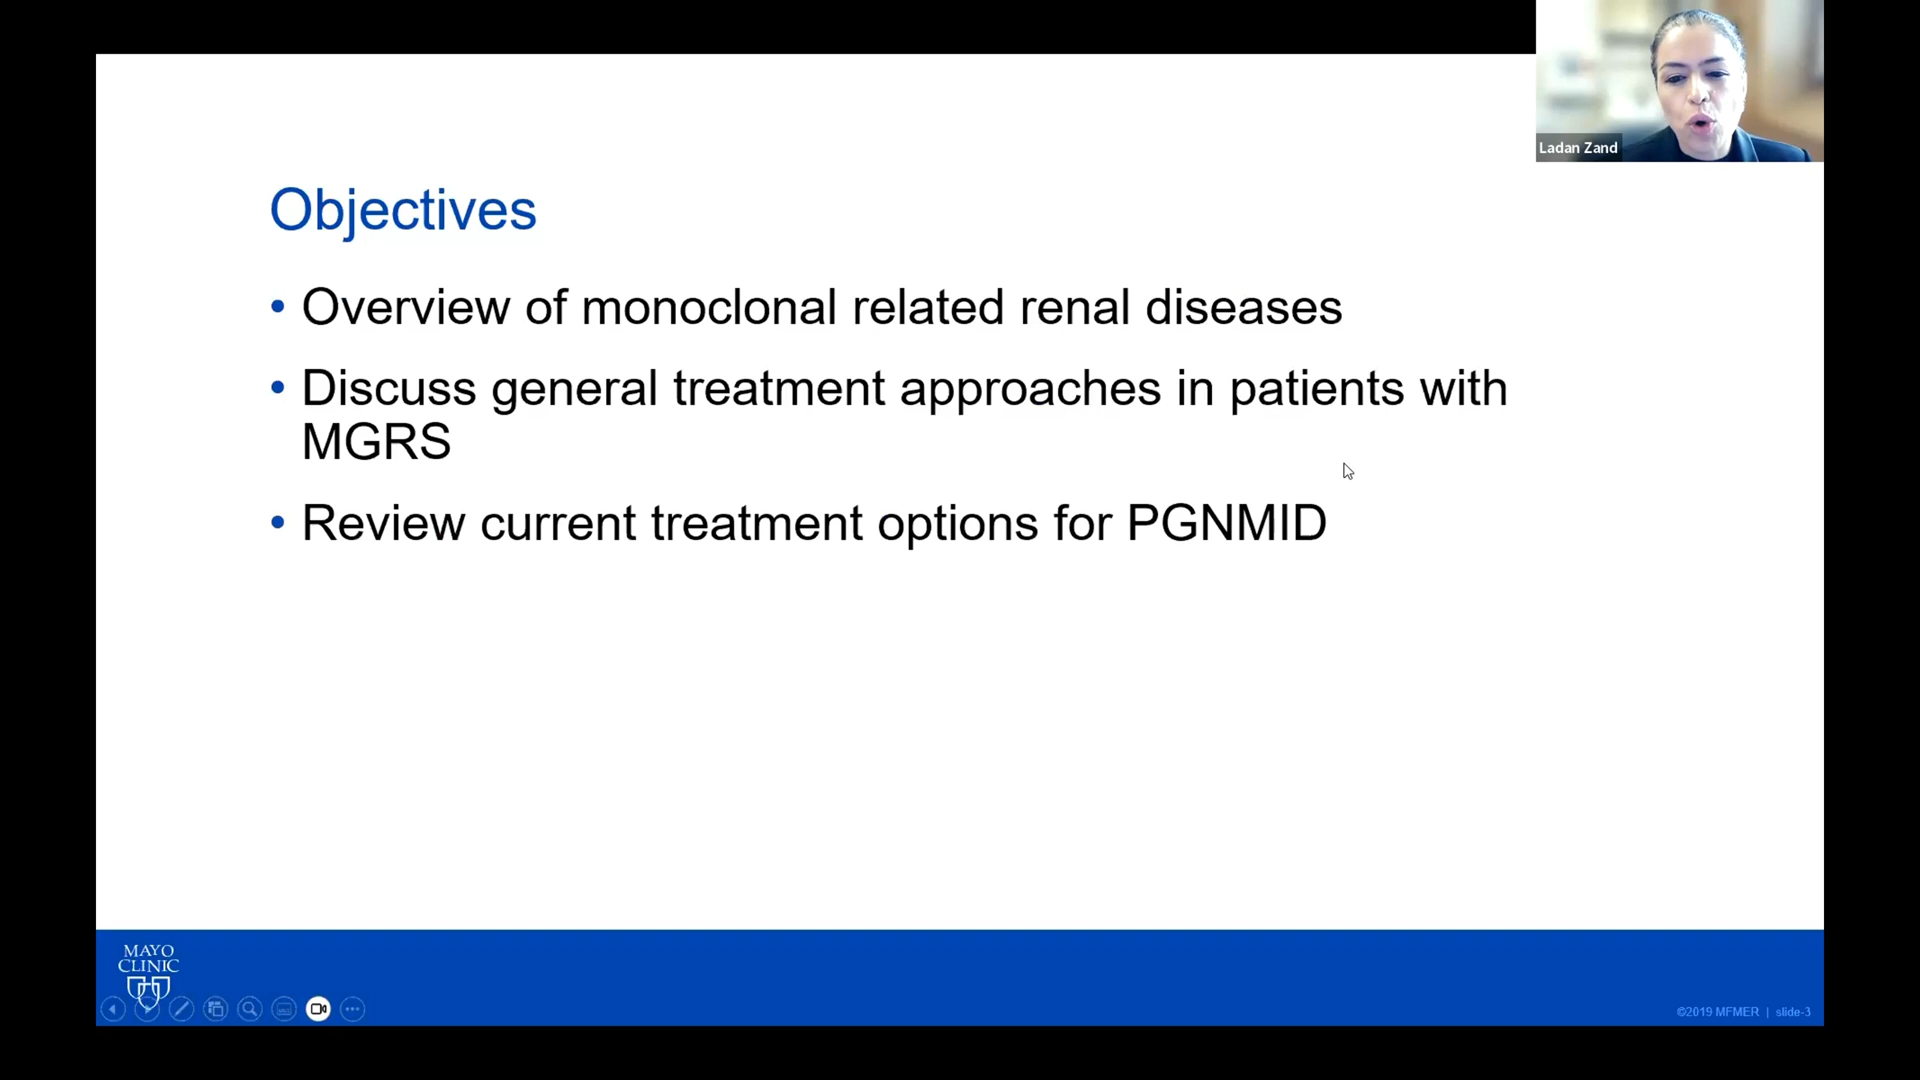 Ladan Zand
Objectives
• Overview of monoclonal related renal diseases
• Discuss general treatment approaches in patients with
MGRS
• Review current treatment options for PGNMID
MAYO
CLINIC
©2019 MFMER | slide-3